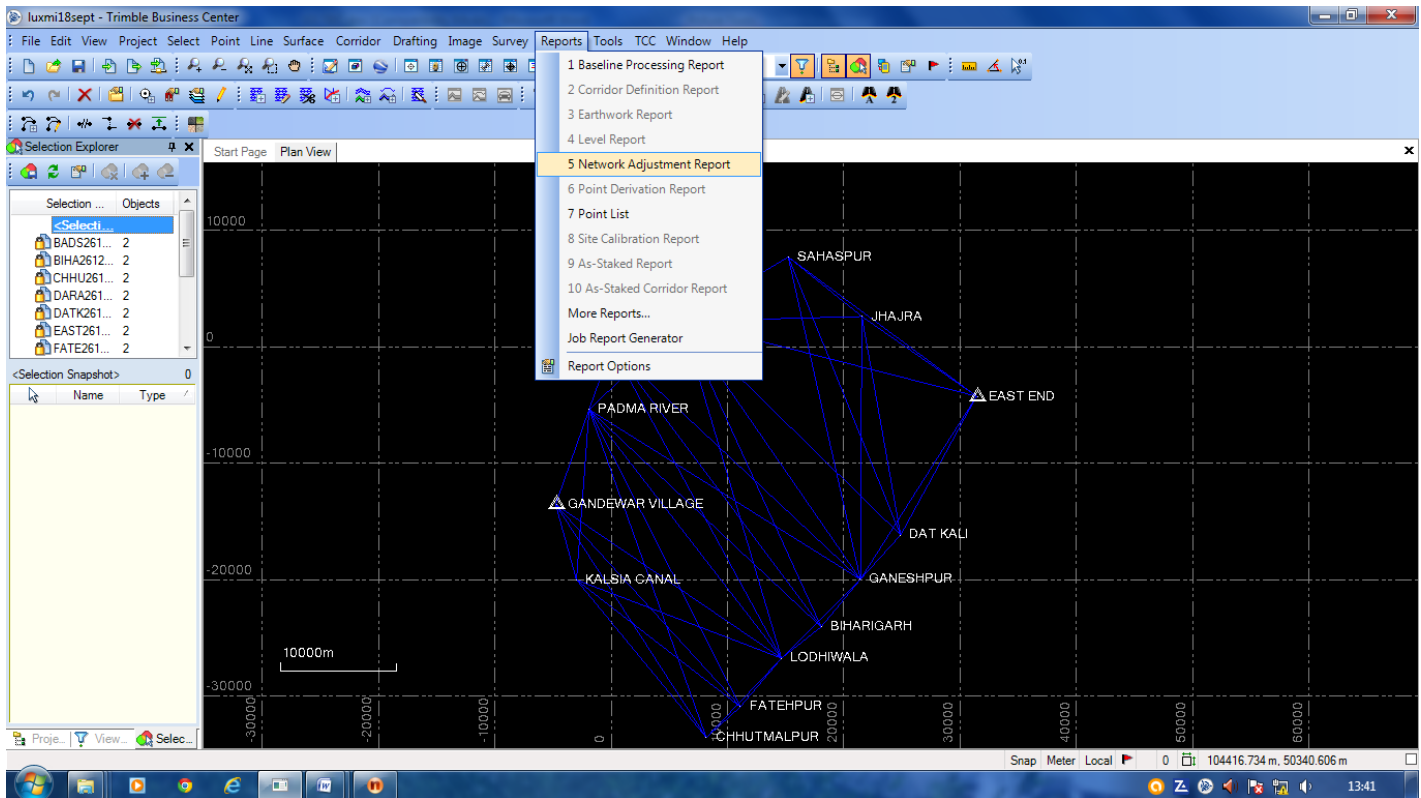 luxmi18sept - Trimble Business Center
File Edit View Project Select Point Line Surface Corridor Drafting Image Survey Reports Tools TCC Window Help
1 Baseline Processing Report
2 Corridor Definition Report
3 Earthwork Report
4 Level Report
5 Network Adjustment Report
6 Point Derivation Report
7 Point List
8 Site Calibration Report
9 As-Staked Report
10 As-Staked Corridor Report
More Reports...
Job Report Generator
Report Options
Selection Explorer
Start Page Plan View
Selection ... Objects
<Selecti...
BADS261... 2
BIHA2612... 2
CHHU261... 2
DARA261... 2
DATK261... 2
EAST261... 2
FATE261... 2
<Selection Snapshot> 0
Name Type
10000
0
-10000
-20000
-30000
SAHASPUR
JHAJRA
EAST END
PADMA RIVER
GANDEWAR VILLAGE
DAT KALI
KALSIA CANAL
GANESHPUR
BIHARIGARH
LODHIWALA
FATEHPUR
CHHUTMALPUR
10000m
-30000
-20000
-10000
0
10000
20000
30000
40000
50000
60000
Proje... View... Selec...
Snap Meter Local 0 104416.734 m, 50340.606 m
13:41